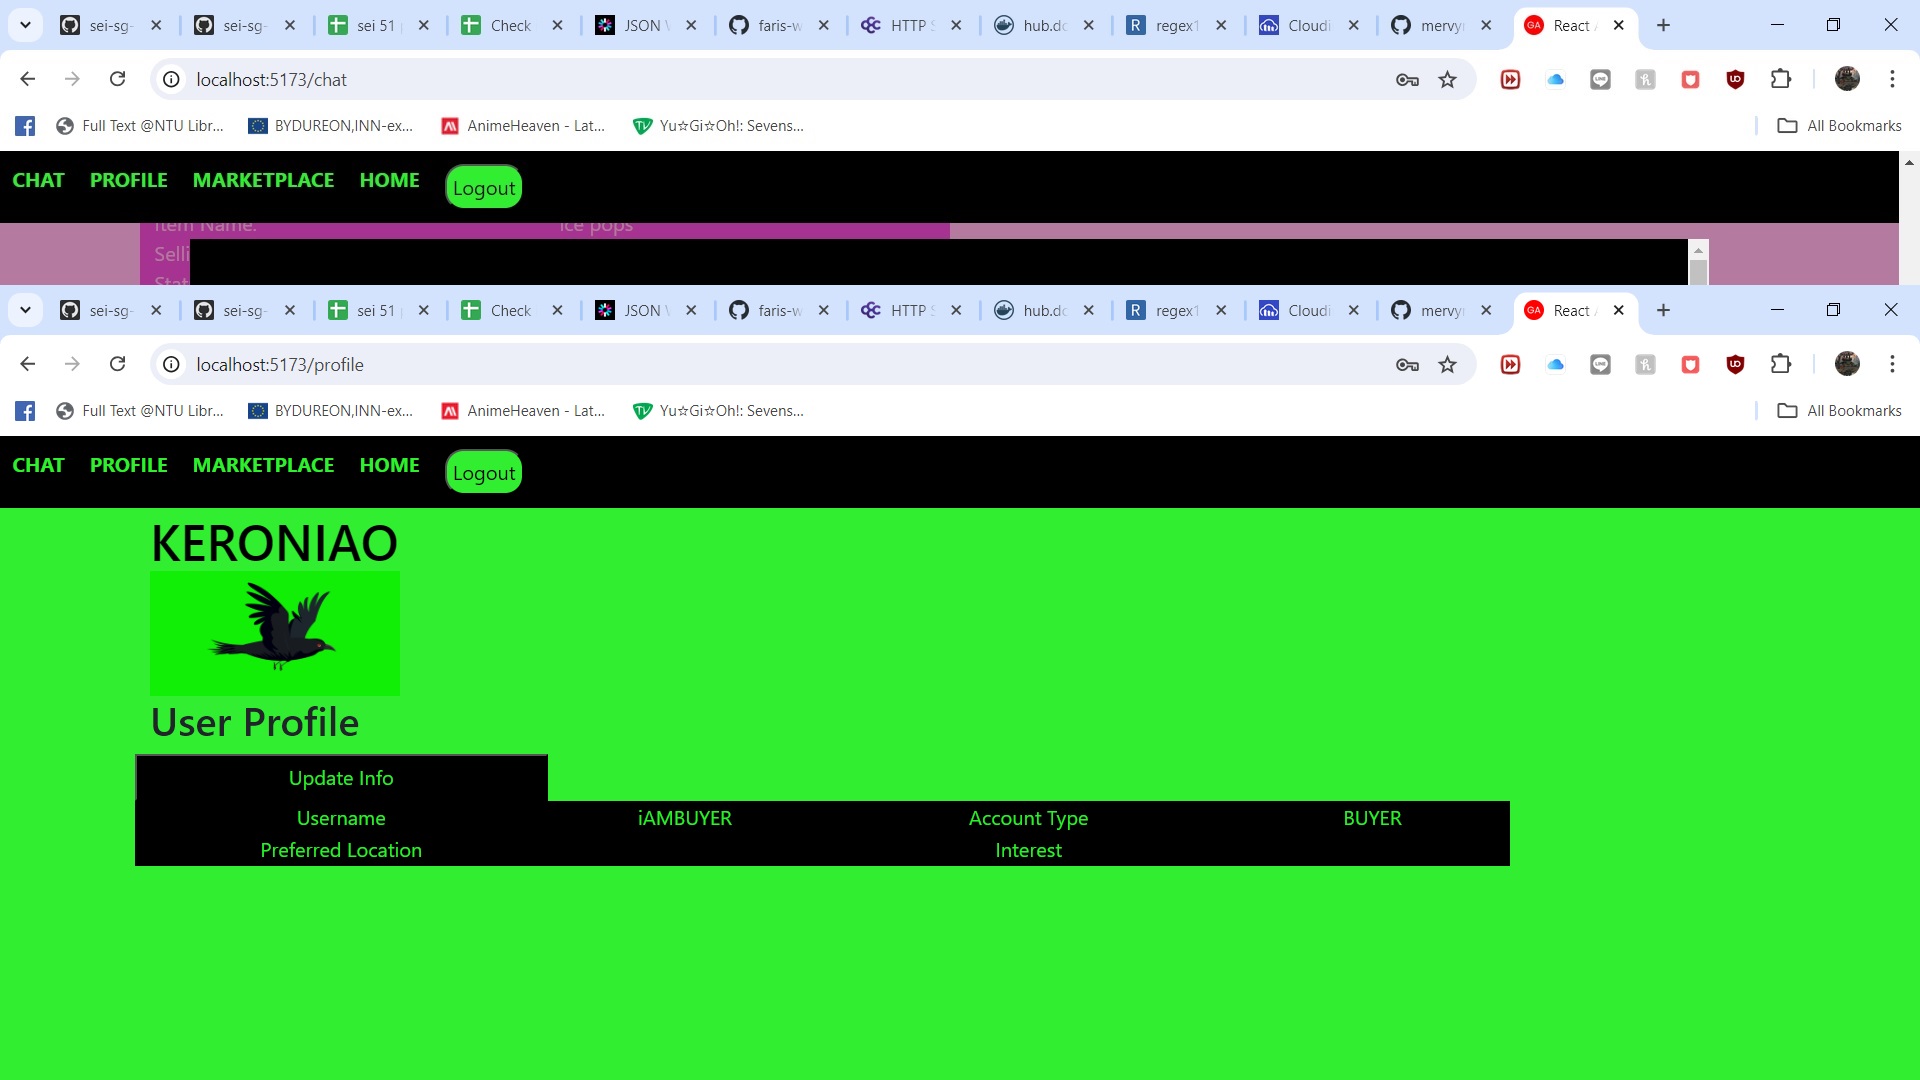 sei-sg- sei-sg- sei 51 Check JSON faris-w HTTP hub.do regex1 Cloudi mervy React
localhost:5173/chat
Full Text @NTU Libr... BYDUREON,INN-ex... AnimeHeaven - Lat... Yu☆Gi☆Oh!: Sevens... All Bookmarks
CHAT PROFILE MARKETPLACE HOME Logout
Item Name: ice pops
Selli
Stat
sei-sg- sei-sg- sei 51 Check JSON faris-w HTTP hub.do regex1 Cloudi mervy React
localhost:5173/profile
Full Text @NTU Libr... BYDUREON,INN-ex... AnimeHeaven - Lat... Yu☆Gi☆Oh!: Sevens... All Bookmarks
CHAT PROFILE MARKETPLACE HOME Logout
KERONIAO
User Profile
Update Info
Username iAMBUYER Account Type BUYER
Preferred Location Interest